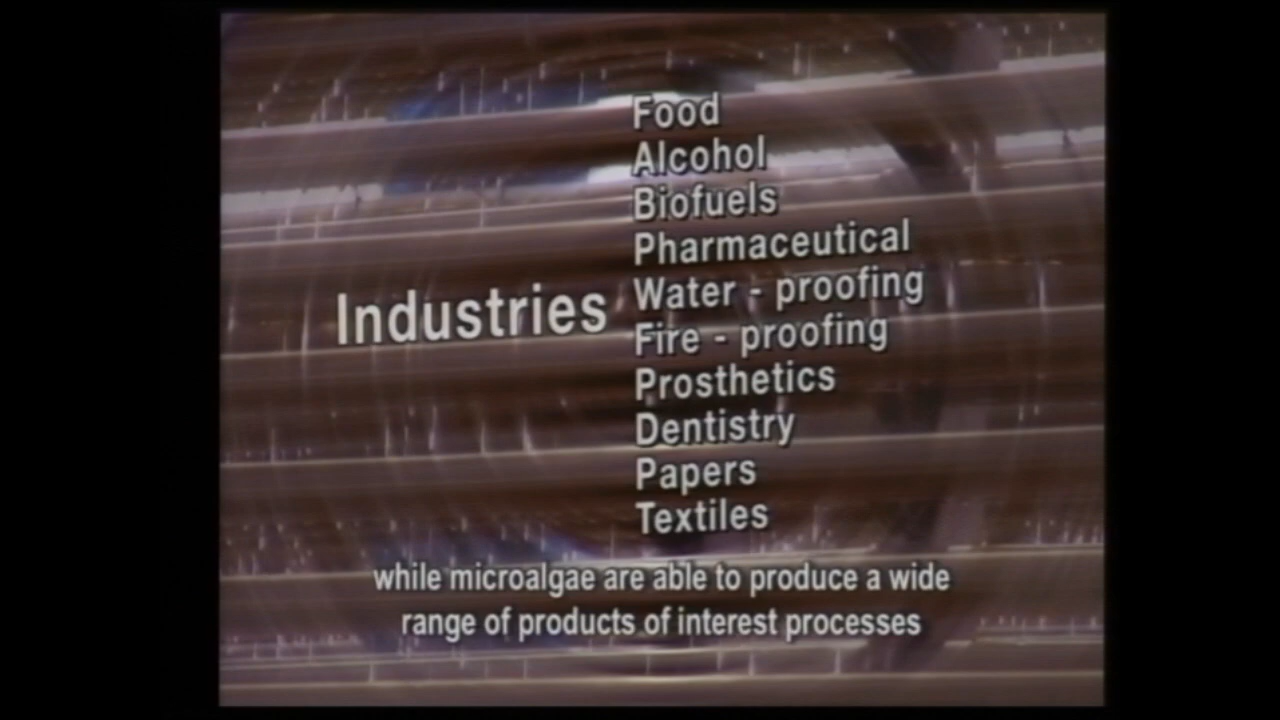 Food
Alcohol
Biofuels
Pharmaceutical
Industries
Water - proofing
Fire - proofing
Prosthetics
Dentistry
Papers
Textiles
while microalgae are able to produce a wide
range of products of interest processes